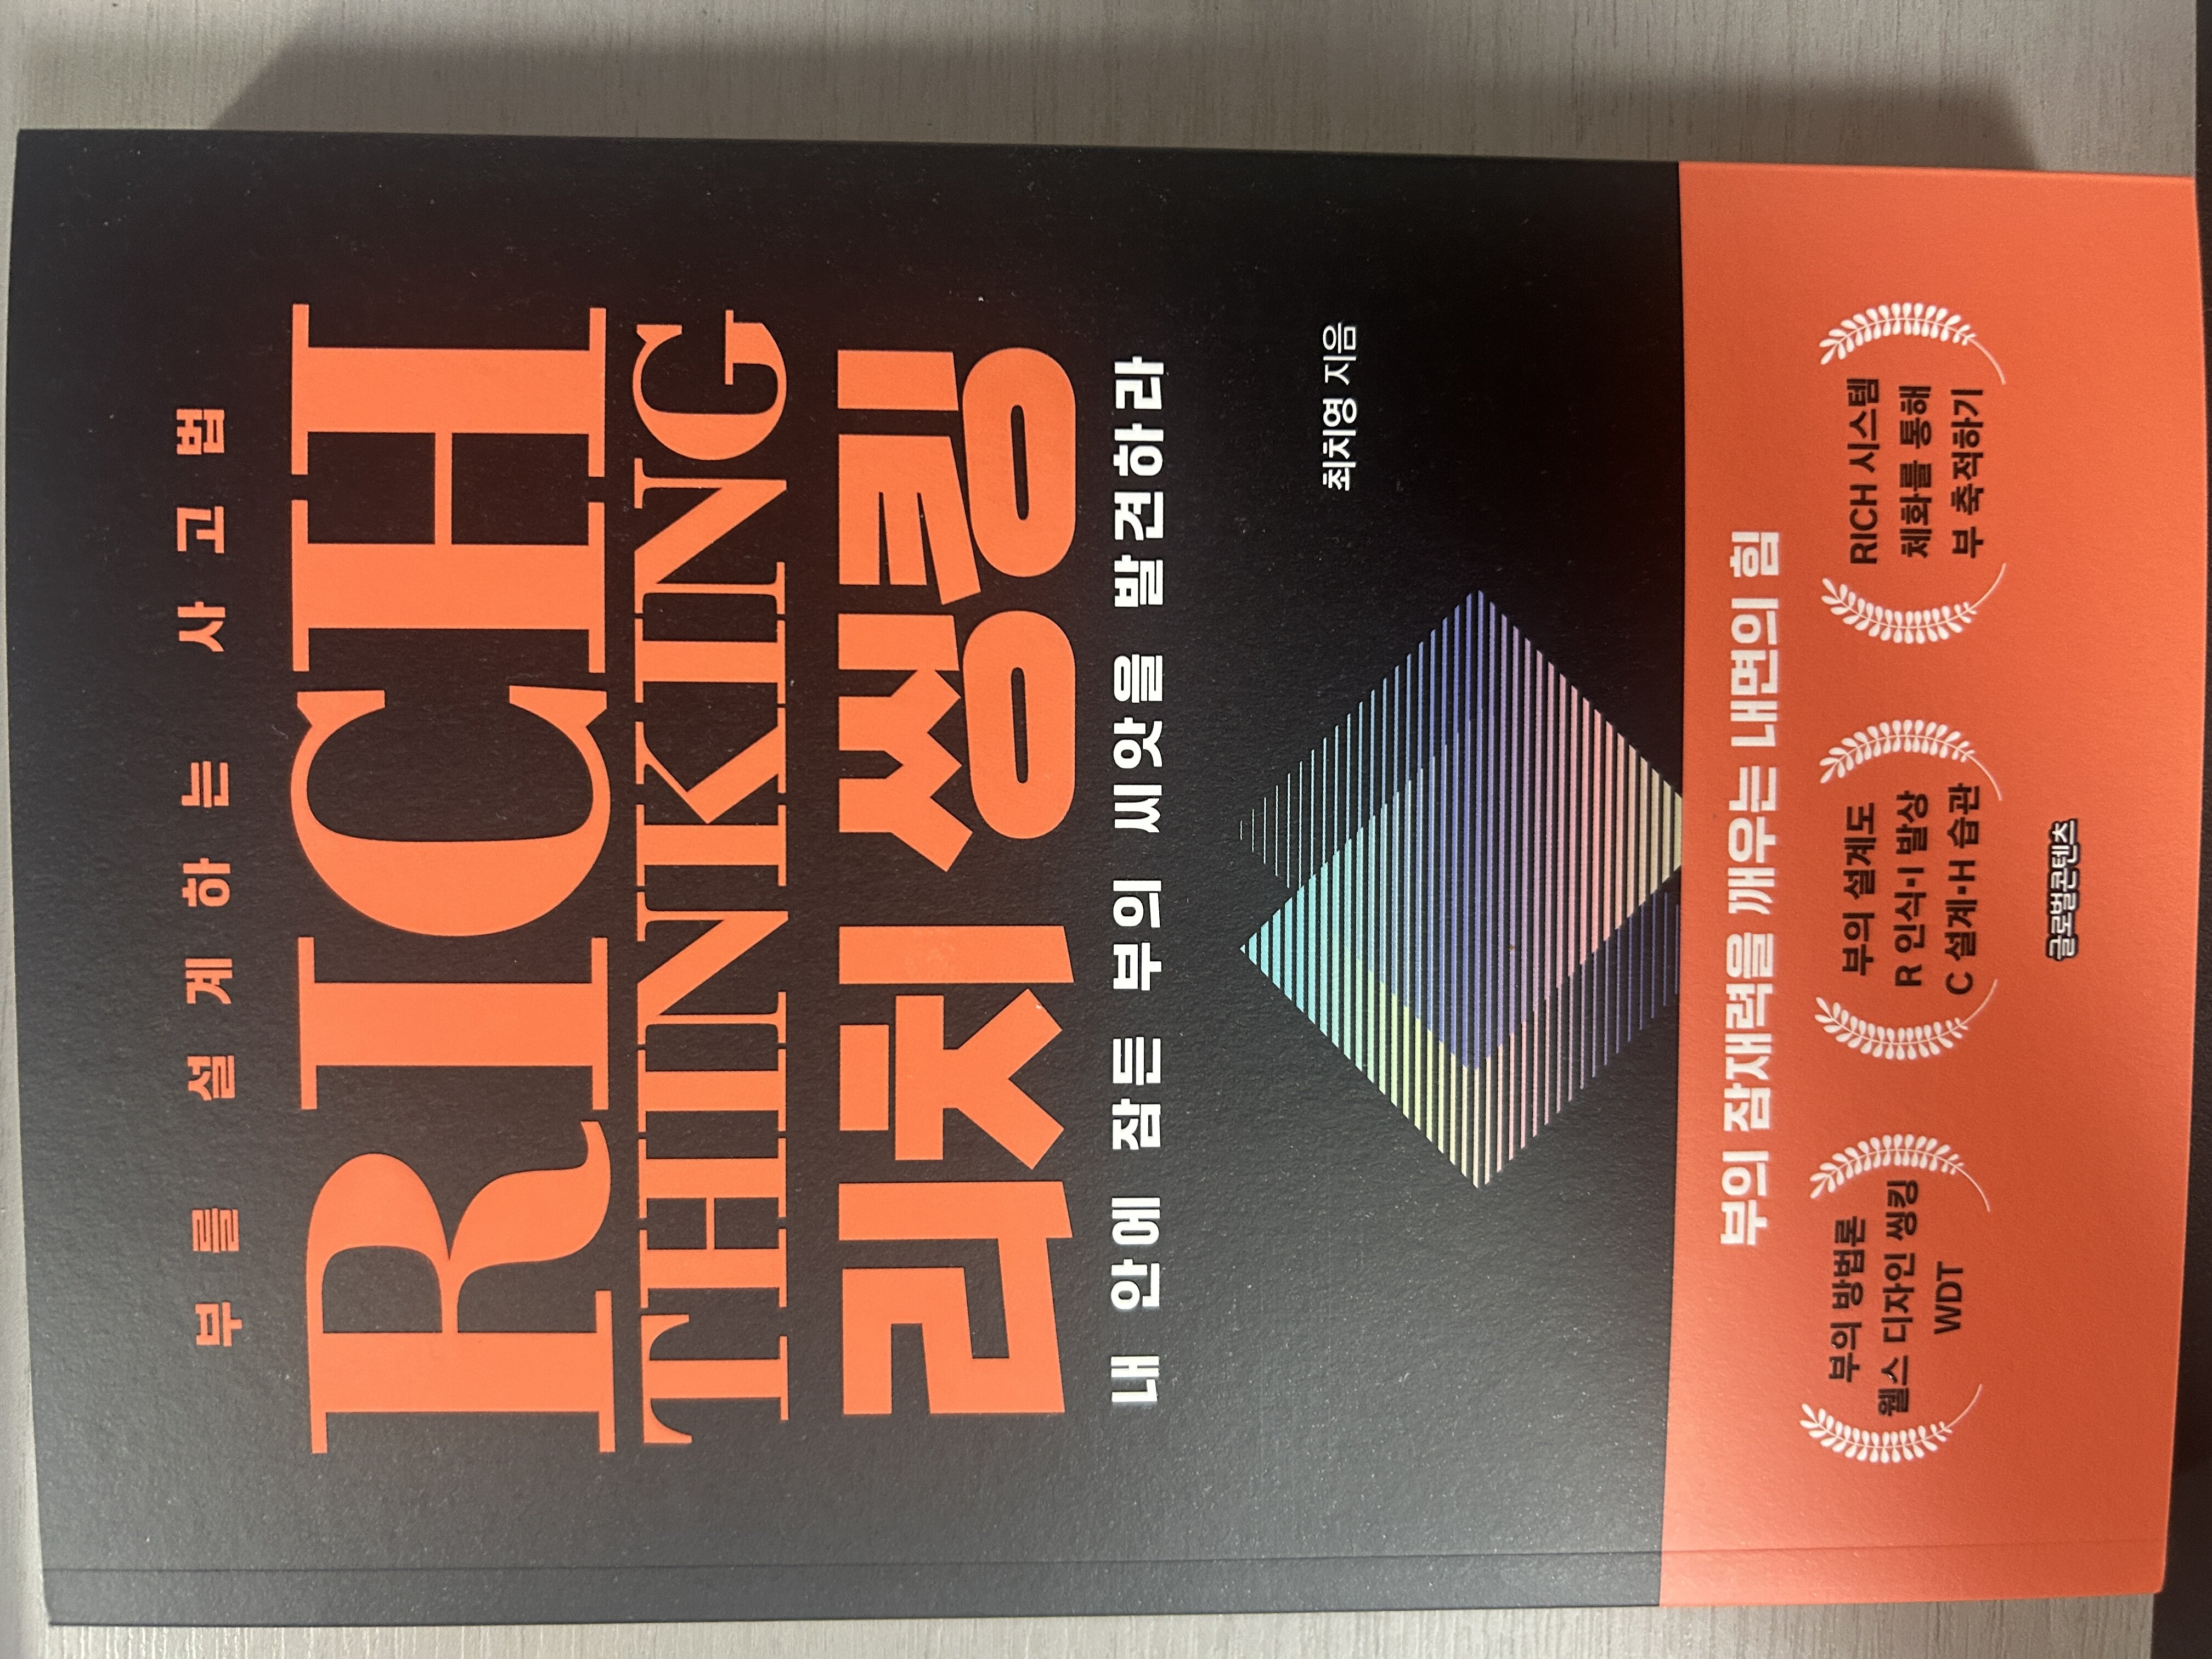 부를 설계하는 사고법
RICH
THINKING
리치 씽킹
내 안에 잠든 부의 씨앗을 발견하라
최치영 지음
부의 잠재력을 깨우는 내면의 힘
부의 방법론
웰스 디자인 씽킹
WDT
부의 설계도
R 인식·I 발상
C 설계·H 습관
RICH 시스템
체화를 통해
부 축적하기
글로벌콘텐츠